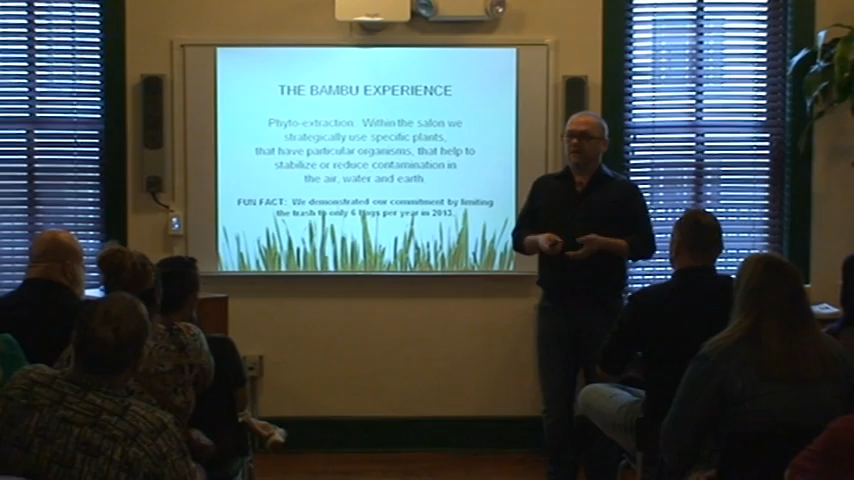 THE BAMBU EXPERIENCE
Phyto-extraction. Within the salon we
strategically use specific plants,
that have particular organisms, that help to
stabilize or reduce contamination in
the air, water and earth.
FUN FACT: We demonstrated our commitment by limiting
the trash to only 6 bags per year in 2013.